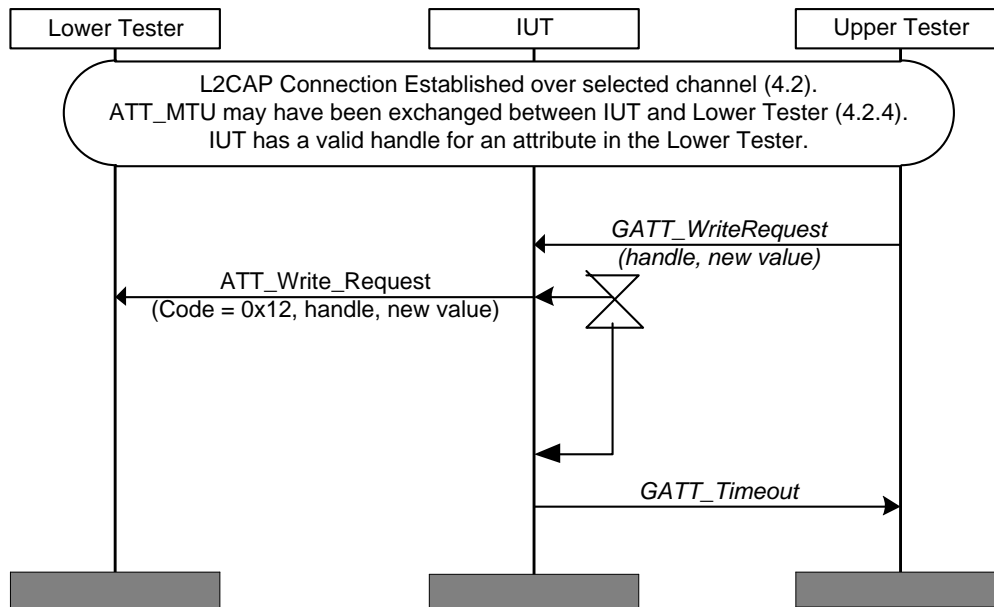 Lower Tester
IUT
Upper Tester
L2CAP Connection Established over selected channel (4.2).
ATT_MTU may have been exchanged between IUT and Lower Tester (4.2.4).
IUT has a valid handle for an attribute in the Lower Tester.
GATT_WriteRequest
(handle, new value)
ATT_Write_Request
(Code = 0x12, handle, new value)
GATT_Timeout